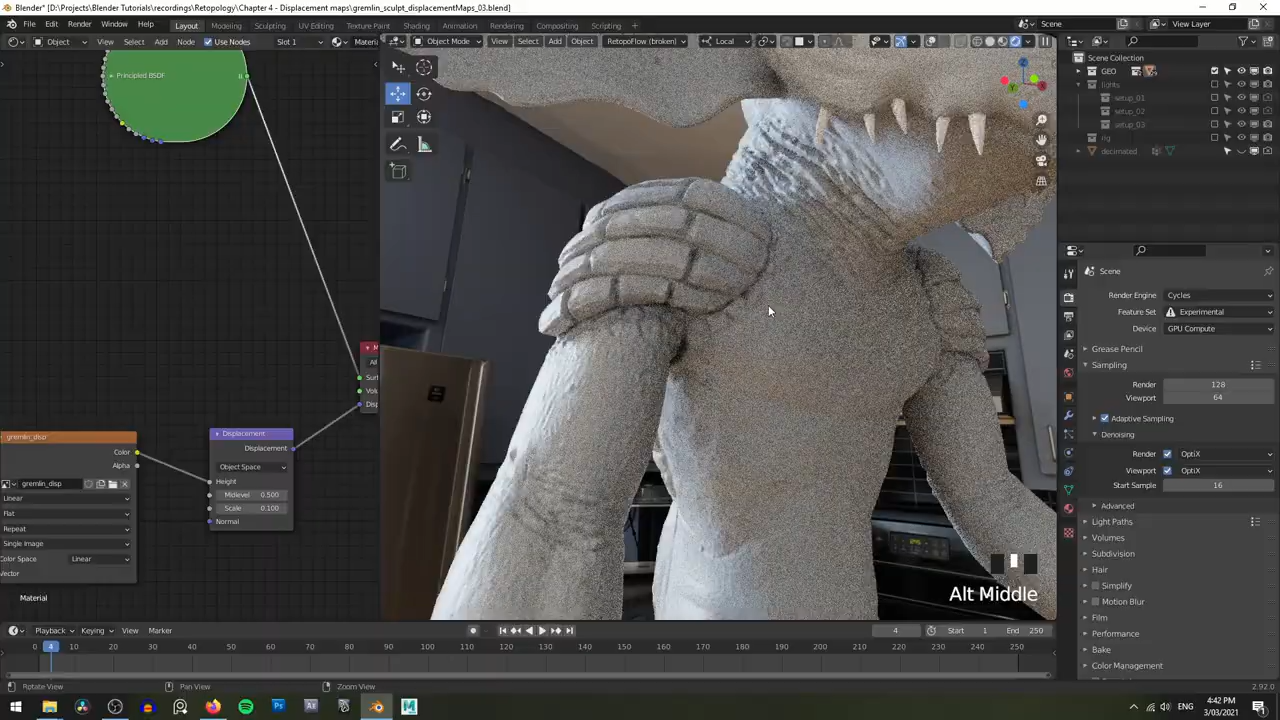 Blender* [D:\Projects\Blender Tutorials\recordings\Retopology\Chapter 4 - Displacement maps\gremlin_sculpt_displacementMaps_03.blend]
File Edit Render Window Help Layout Modeling Sculpting UV Editing Texture Paint Shading Animation Rendering Compositing Scripting Scene View Layer
Object View Select Add Node Use Nodes Slot 1 Materi
Object Mode View Select Add Object RetopoFlow (broken) Local
Principled BSDF
Scene Collection
GEO
lights
setup_01
setup_02
setup_03
rig
decimated
Scene
Render Engine Cycles
Feature Set Experimental
Device GPU Compute
Grease Pencil
Sampling
Render 128
Viewport 64
Adaptive Sampling
Denoising
Render OptiX
Viewport OptiX
Start Sample 16
Advanced
Light Paths
Volumes
Subdivision
Hair
Simplify
Motion Blur
Film
Performance
Bake
Color Management
M
All
Surf
Volu
Disp
gremlin_disp
Color
Alpha
gremlin_disp
Linear
Flat
Repeat
Single Image
Color Space Linear
Vector
Displacement
Displacement
Object Space
Height
Midlevel 0.500
Scale 0.100
Normal
Material
Alt Middle
Playback Keying View Marker 4 Start 1 End 250
0 4 10 20 30 40 50 60 70 80 90 100 110 120 130 140 150 160 170 180 190 200 210 220 230 240 250
Rotate View Pan View Zoom View 2.92.0
ENG
4:42 PM
3/03/2021